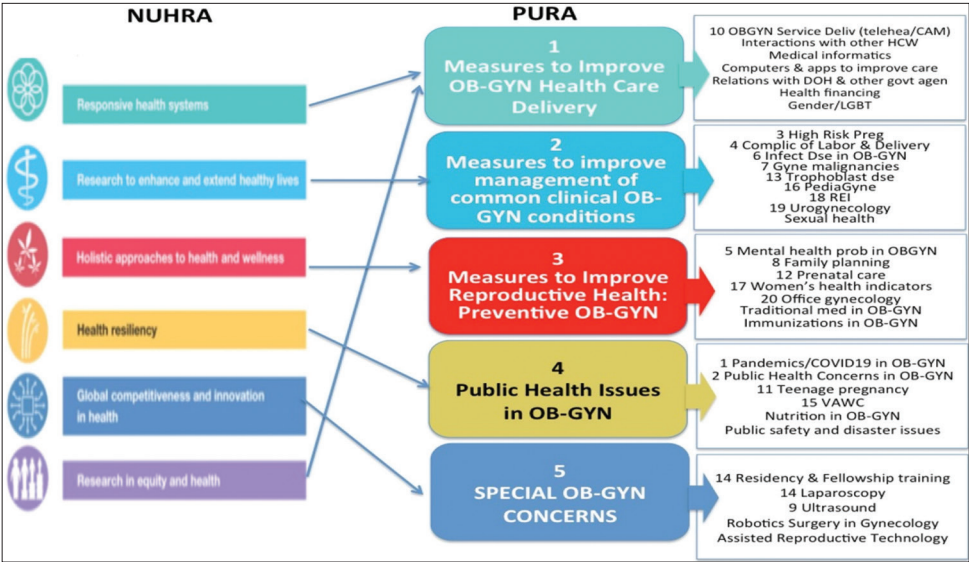 NUHRA
Responsive health systems
Research to enhance and extend healthy lives
Holistic approaches to health and wellness
Health resiliency
Global competitiveness and innovation
in health
Research in equity and health
PURA
1
Measures to Improve
OB-GYN Health Care
Delivery
2
Measures to improve
management of
common clinical OB-
GYN conditions
3
Measures to Improve
Reproductive Health:
Preventive OB-GYN
4
Public Health Issues
in OB-GYN
5
SPECIAL OB-GYN
CONCERNS
10 OBGYN Service Deliv (telehea/CAM)
Interactions with other HCW
Medical informatics
Computers & apps to improve care
Relations with DOH & other govt agen
Health financing
Gender/LGBT
3 High Risk Preg
4 Complic of Labor & Delivery
6 Infect Dse in OB-GYN
7 Gyne malignancies
13 Trophoblast dse
16 PediaGyne
18 REI
19 Urogynecology
Sexual health
5 Mental health prob in OBGYN
8 Family planning
12 Prenatal care
17 Women's health indicators
20 Office gynecology
Traditional med in OB-GYN
Immunizations in OB-GYN
1 Pandemics/COVID19 in OB-GYN
2 Public Health Concerns in OB-GYN
11 Teenage pregnancy
15 VAWC
Nutrition in OB-GYN
Public safety and disaster issues
14 Residency & Fellowship training
14 Laparoscopy
9 Ultrasound
Robotics Surgery in Gynecology
Assisted Reproductive Technology